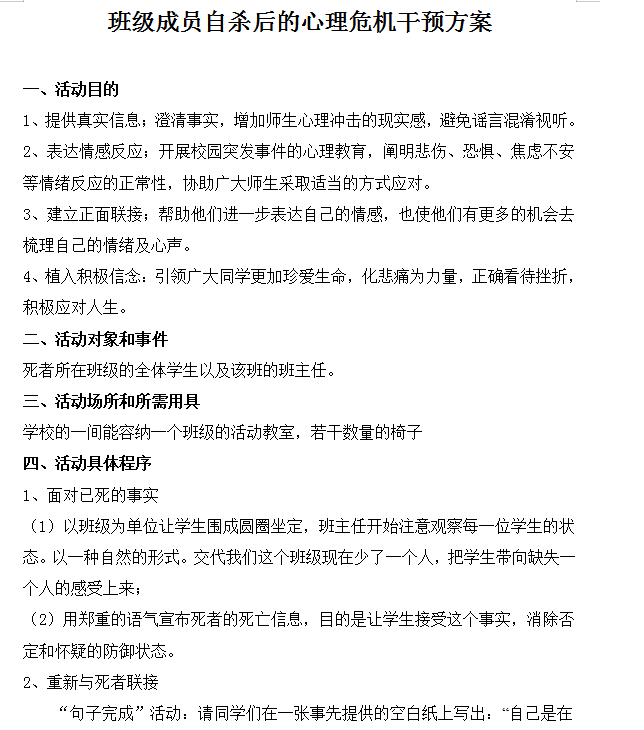 班级成员自杀后的心理危机干预方案
一、活动目的
1、提供真实信息；澄清事实，增加师生心理冲击的现实感，避免谣言混淆视听。
2、表达情感反应；开展校园突发事件的心理教育，阐明悲伤、恐惧、焦虑不安
等情绪反应的正常性，协助广大师生采取适当的方式应对。
3、建立正面联接；帮助他们进一步表达自己的情感，也使他们有更多的机会去
梳理自己的情绪及心声。
4、植入积极信念：引领广大同学更加珍爱生命，化悲痛为力量，正确看待挫折，
积极应对人生。
二、活动对象和事件
死者所在班级的全体学生以及该班的班主任。
三、活动场所和所需用具
学校的一间能容纳一个班级的活动教室，若干数量的椅子
四、活动具体程序
1、面对已死的事实
（1）以班级为单位让学生围成圆圈坐定，班主任开始注意观察每一位学生的状
态。以一种自然的形式。交代我们这个班级现在少了一个人，把学生带向缺失一
个人的感受上来；
（2）用郑重的语气宣布死者的死亡信息，目的是让学生接受这个事实，消除否
定和怀疑的防御状态。
2、重新与死者联接
“句子完成”活动：请同学们在一张事先提供的空白纸上写出：“自己是在